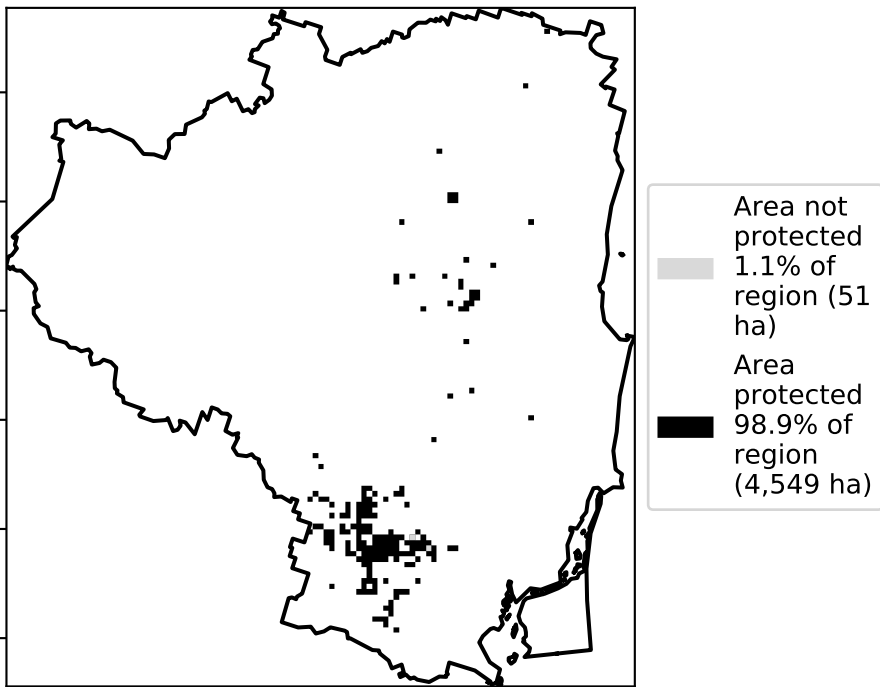 Area not
protected
1.1% of
region (51
ha)
Area
protected
98.9% of
region
(4,549 ha)